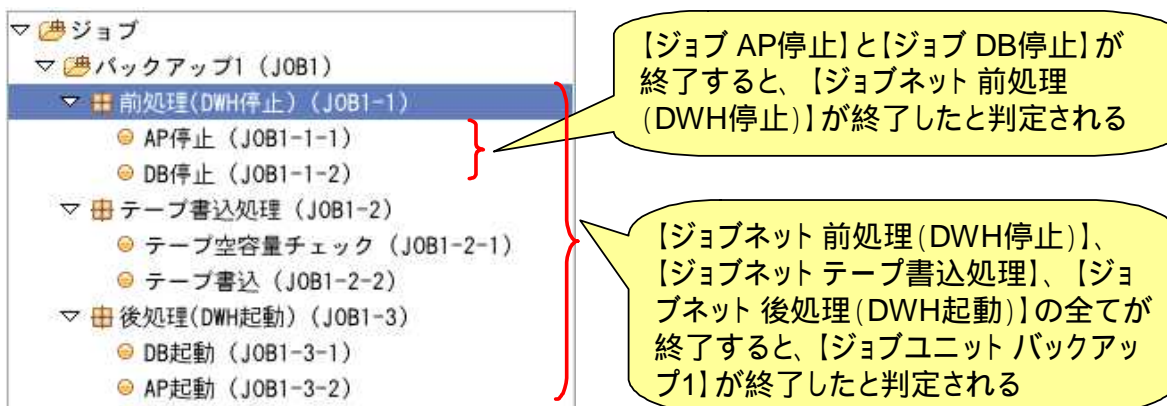 ジョブ
バックアップ1 (JOB1)
前処理(DWH停止) (JOB1-1)
AP停止 (JOB1-1-1)
DB停止 (JOB1-1-2)
テープ書込処理 (JOB1-2)
テープ空容量チェック (JOB1-2-1)
テープ書込 (JOB1-2-2)
後処理(DWH起動) (JOB1-3)
DB起動 (JOB1-3-1)
AP起動 (JOB1-3-2)
【ジョブ AP停止】と【ジョブ DB停止】が
終了すると、【ジョブネット 前処理
(DWH停止)】が終了したと判定される
【ジョブネット 前処理(DWH停止)】、
【ジョブネット テープ書込処理】、【ジョ
ブネット 後処理(DWH起動)】の全てが
終了すると、【ジョブユニット バックアッ
プ1】が終了したと判定される